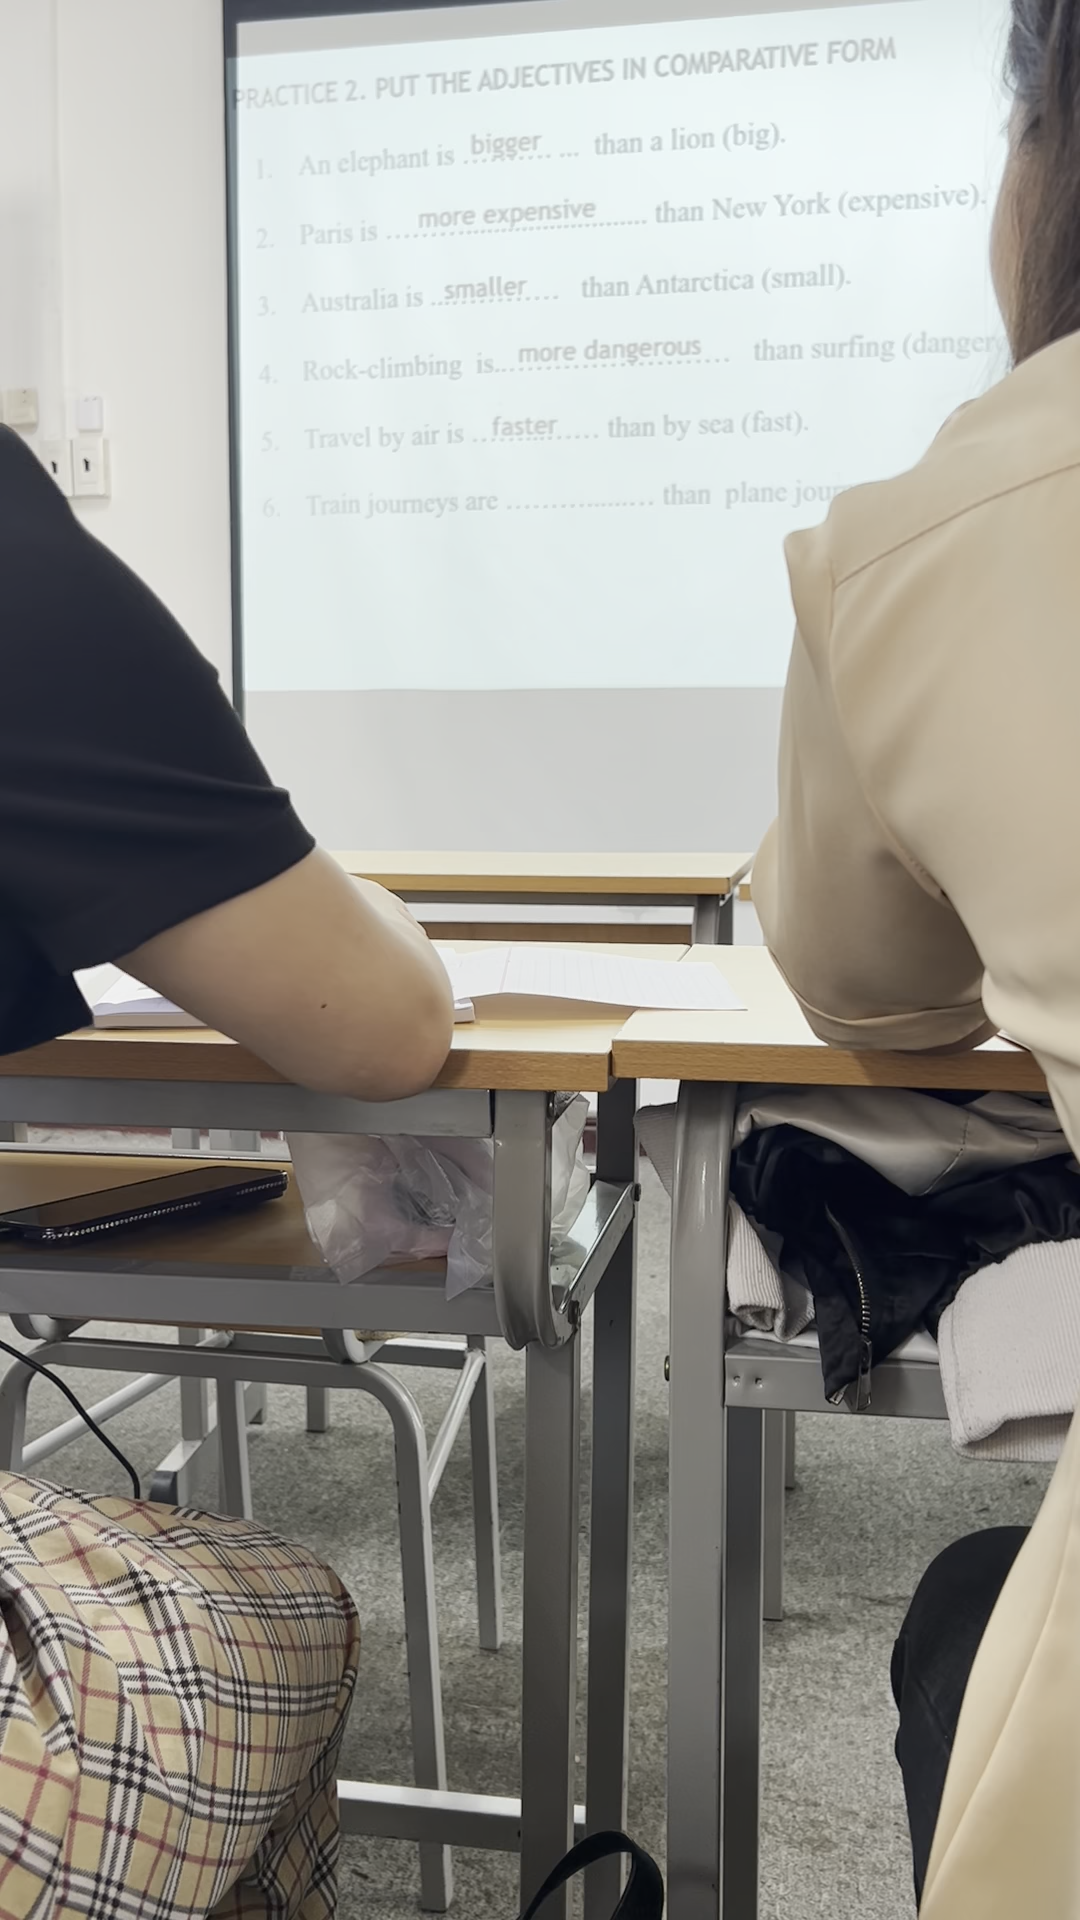 PRACTICE 2. PUT THE ADJECTIVES IN COMPARATIVE FORM
1. An elephant is ...bigger... ... than a lion (big).
2. Paris is ...more expensive... than New York (expensive).
3. Australia is ...smaller.... than Antarctica (small).
4. Rock-climbing is...more dangerous... than surfing (danger
5. Travel by air is ...faster..... than by sea (fast).
6. Train journeys are .................. than plane jour